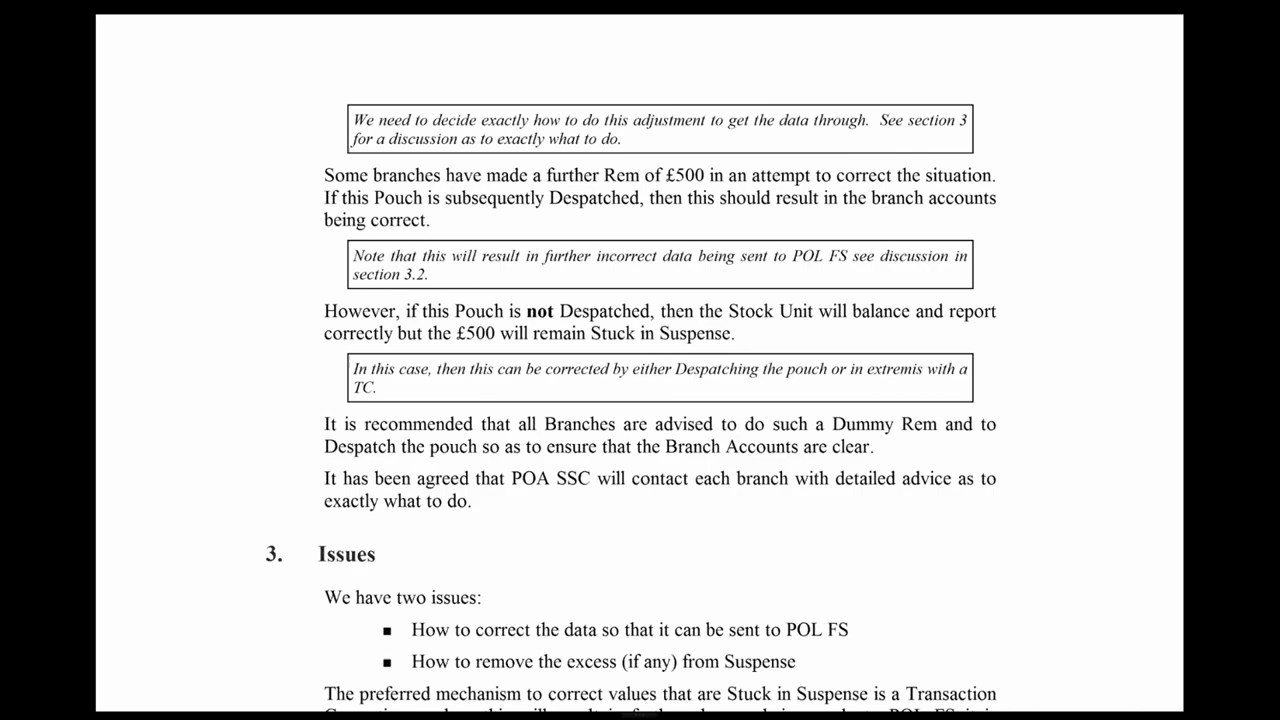 We need to decide exactly how to do this adjustment to get the data through. See section 3
for a discussion as to exactly what to do.
Some branches have made a further Rem of £500 in an attempt to correct the situation.
If this Pouch is subsequently Despatched, then this should result in the branch accounts
being correct.
Note that this will result in further incorrect data being sent to POL FS see discussion in
section 3.2.
However, if this Pouch is not Despatched, then the Stock Unit will balance and report
correctly but the £500 will remain Stuck in Suspense.
In this case, then this can be corrected by either Despatching the pouch or in extremis with a
TC.
It is recommended that all Branches are advised to do such a Dummy Rem and to
Despatch the pouch so as to ensure that the Branch Accounts are clear.
It has been agreed that POA SSC will contact each branch with detailed advice as to
exactly what to do.
3. Issues
We have two issues:
■ How to correct the data so that it can be sent to POL FS
■ How to remove the excess (if any) from Suspense
The preferred mechanism to correct values that are Stuck in Suspense is a Transaction